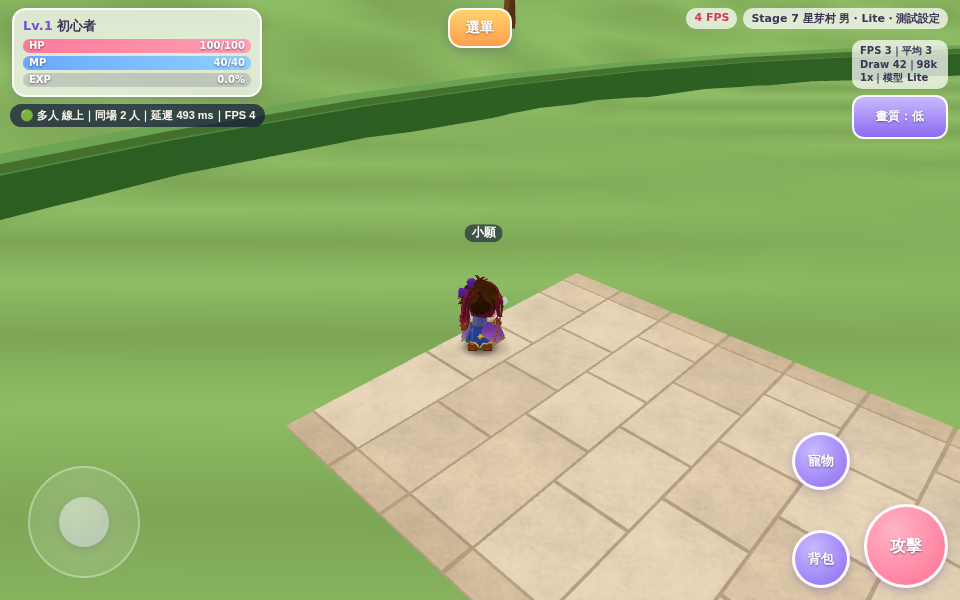 Lv.1 初心者
HP 100/100
MP 40/40
EXP 0.0%
多人 線上｜同場 2 人｜延遲 493 ms｜FPS 4
選單
4 FPS
Stage 7 星芽村 男・Lite・測試設定
FPS 3｜平均 3
Draw 42｜98k
1x｜模型 Lite
畫質：低
小願
寵物
背包
攻擊